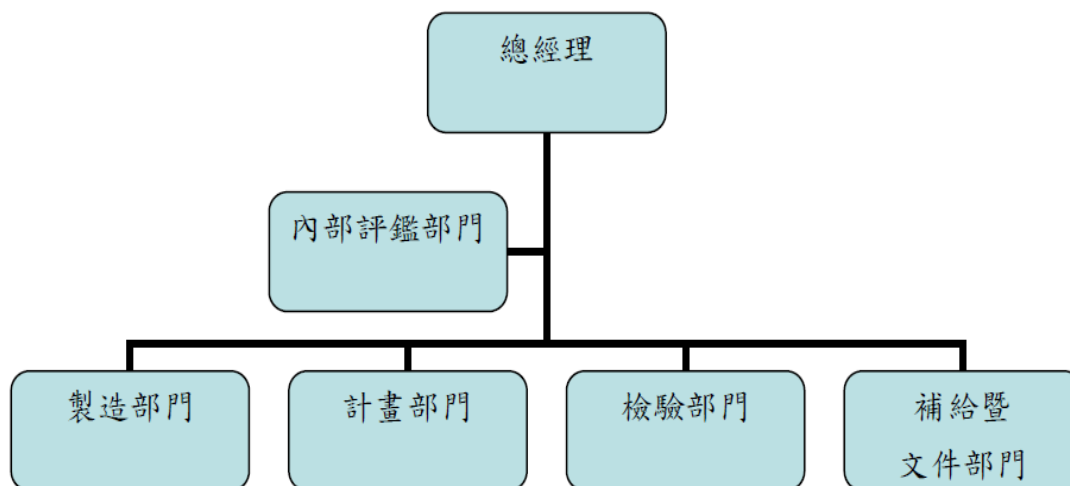 總經理
內部評鑑部門
製造部門
計畫部門
檢驗部門
補給暨
文件部門